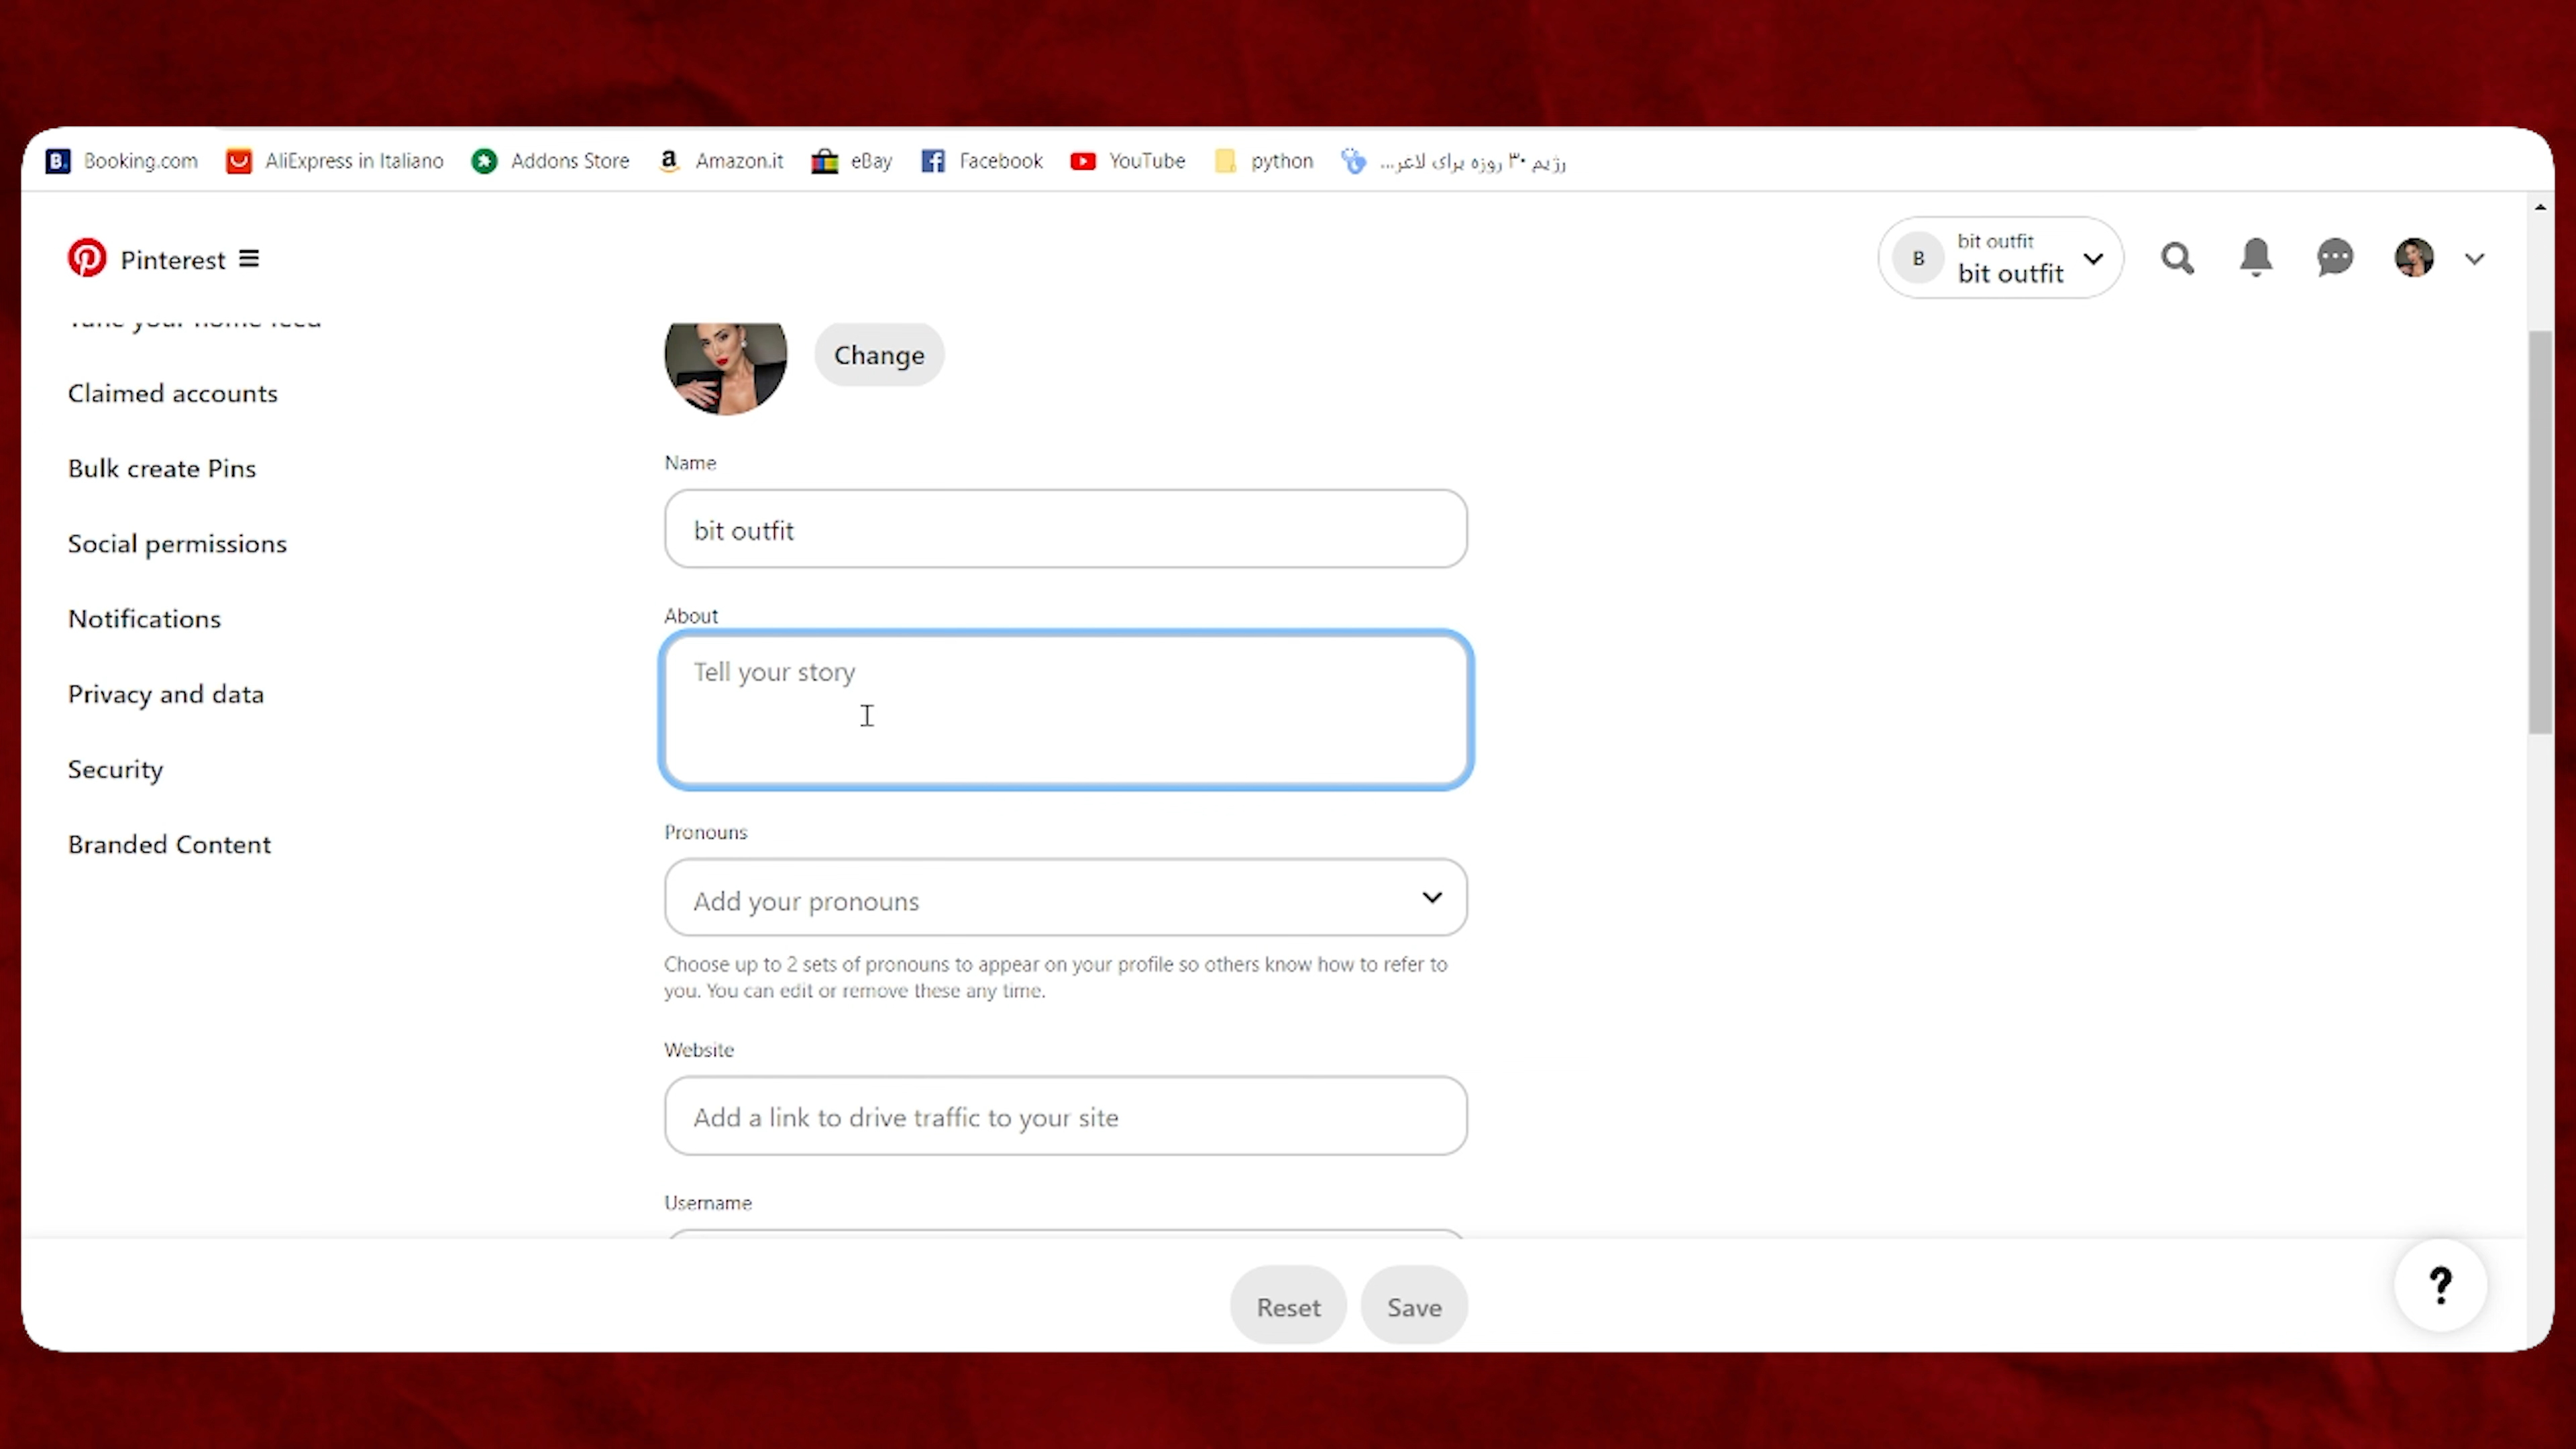 Booking.com AliExpress in Italiano Addons Store Amazon.it eBay Facebook YouTube python رژیم ۳۰ روزه برای لاغر...
Pinterest
B
bit outfit
bit outfit
Tune your home feed
Claimed accounts
Bulk create Pins
Social permissions
Notifications
Privacy and data
Security
Branded Content
Change
Name
bit outfit
About
Tell your story
Pronouns
Add your pronouns
Choose up to 2 sets of pronouns to appear on your profile so others know how to refer to
you. You can edit or remove these any time.
Website
Add a link to drive traffic to your site
Username
Reset Save
?